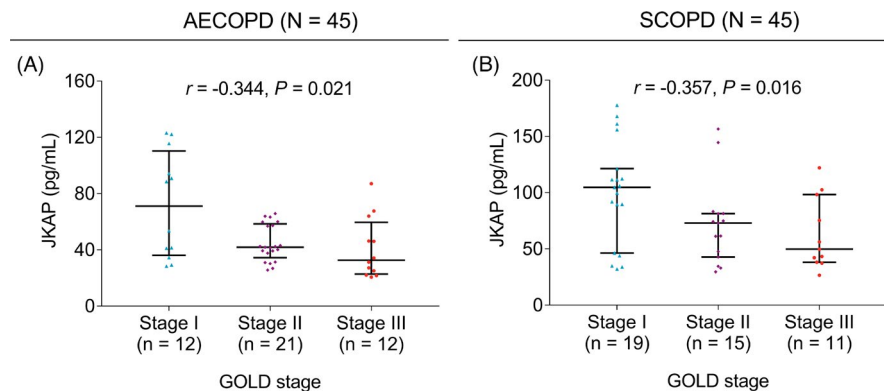 AECOPD (N = 45)
SCOPD (N = 45)
(A)
r = -0.344, P = 0.021
JKAP (pg/mL)
160
120
80
40
0
Stage I
(n = 12)
Stage II
(n = 21)
Stage III
(n = 12)
GOLD stage
(B)
r = -0.357, P = 0.016
JKAP (pg/mL)
200
150
100
50
0
Stage I
(n = 19)
Stage II
(n = 15)
Stage III
(n = 11)
GOLD stage